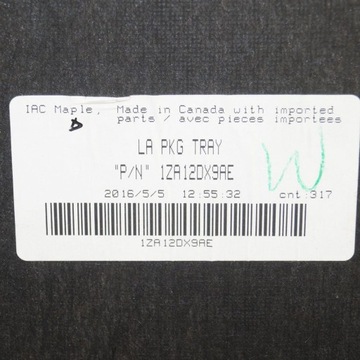 IAC Maple, Made in Canada with imported
parts / avec pieces importees
LA PKG TRAY
"P/N" 1ZA12DX9AE
W
2016/5/5 12:55:32 cnt:317
1ZA12DX9AE